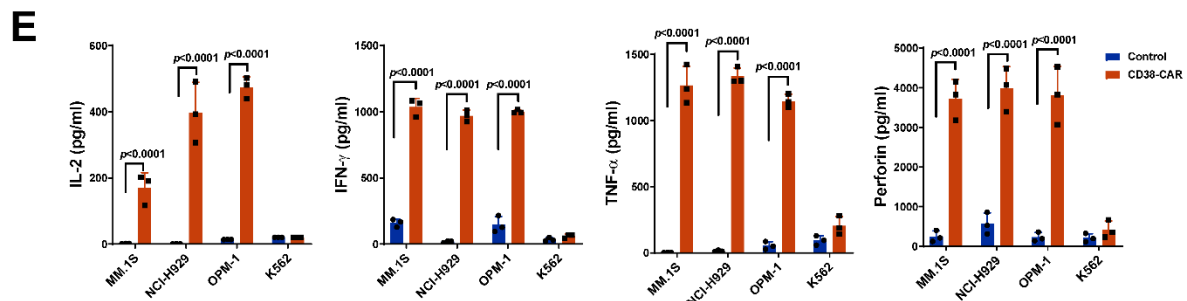 E
IL-2 (pg/ml)
600
400
200
0
p<0.0001
p<0.0001
p<0.0001
MM.1S
NCI-H929
OPM-1
K562
IFN-γ (pg/ml)
1500
1000
500
0
p<0.0001
p<0.0001
p<0.0001
MM.1S
NCI-H929
OPM-1
K562
TNF-α (pg/ml)
1500
1000
500
0
p<0.0001
p<0.0001
p<0.0001
MM.1S
NCI-H929
OPM-1
K562
Perforin (pg/ml)
5000
4000
3000
2000
1000
0
p<0.0001
p<0.0001
p<0.0001
MM.1S
NCI-H929
OPM-1
K562
Control
CD38-CAR